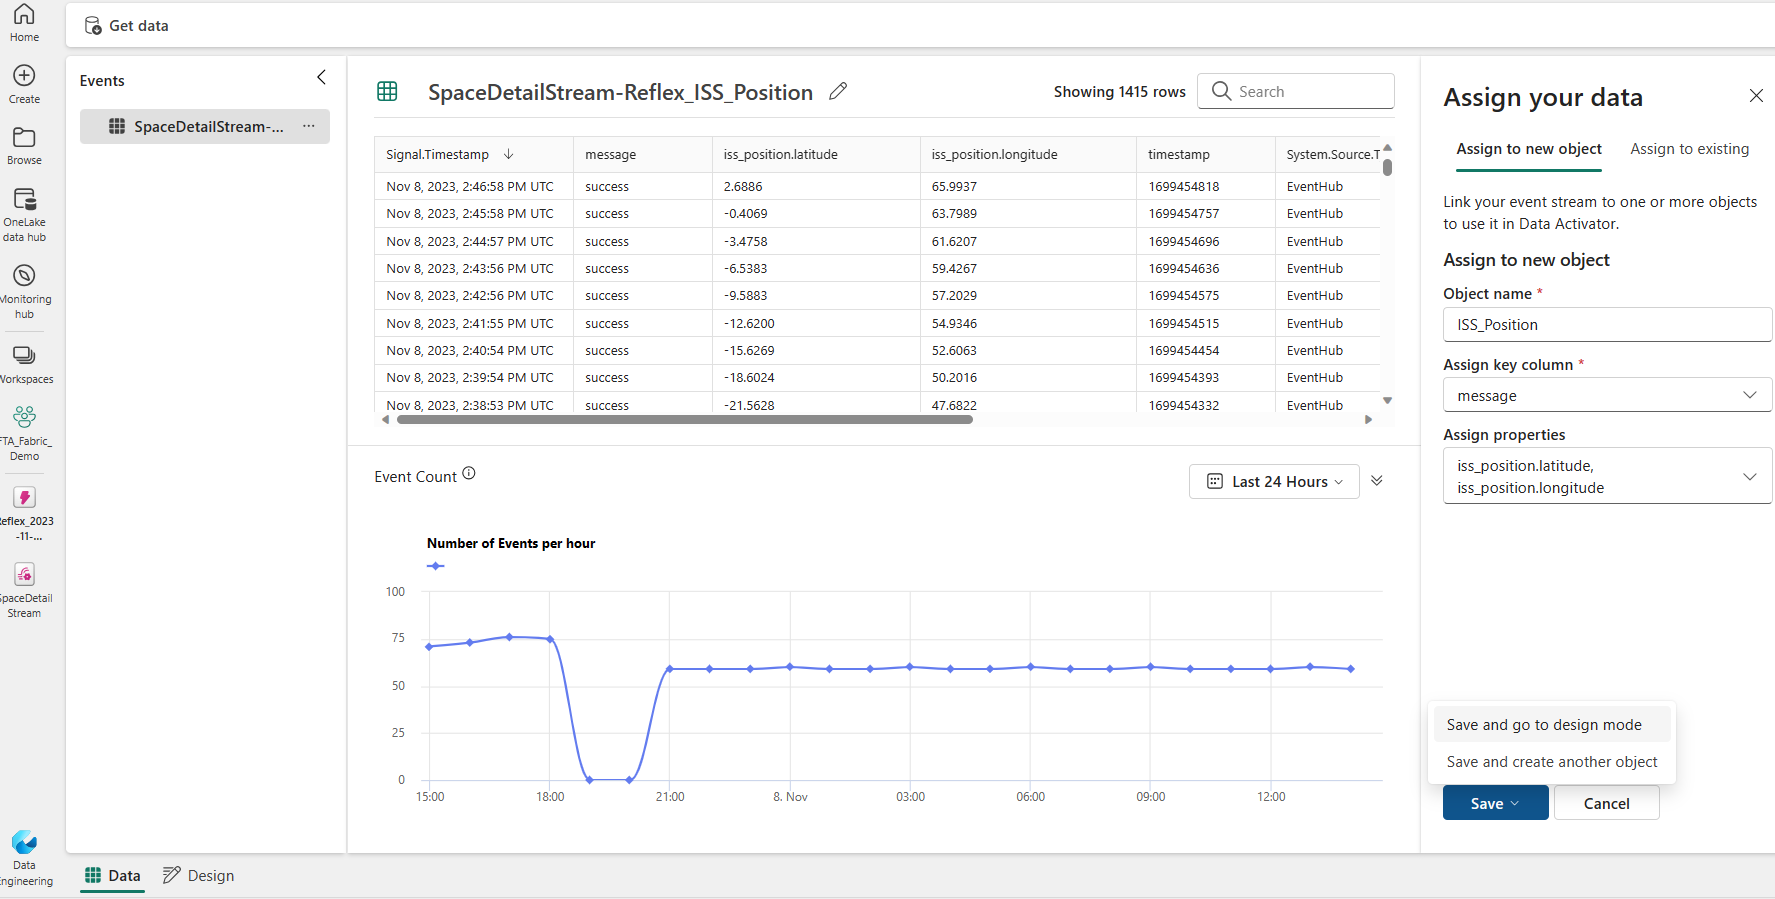 Home
Create
Browse
OneLake
data hub
Monitoring
hub
Workspaces
FTA_Fabric_
Demo
Reflex_2023
-11-...
SpaceDetail
Stream
Data
Engineering
Get data
Events
SpaceDetailStream-... ...
SpaceDetailStream-Reflex_ISS_Position
Showing 1415 rows
Search
Signal.Timestamp message iss_position.latitude iss_position.longitude timestamp System.Source.T
Nov 8, 2023, 2:46:58 PM UTC success 2.6886 65.9937 1699454818 EventHub
Nov 8, 2023, 2:45:58 PM UTC success -0.4069 63.7989 1699454757 EventHub
Nov 8, 2023, 2:44:57 PM UTC success -3.4758 61.6207 1699454696 EventHub
Nov 8, 2023, 2:43:56 PM UTC success -6.5383 59.4267 1699454636 EventHub
Nov 8, 2023, 2:42:56 PM UTC success -9.5883 57.2029 1699454575 EventHub
Nov 8, 2023, 2:41:55 PM UTC success -12.6200 54.9346 1699454515 EventHub
Nov 8, 2023, 2:40:54 PM UTC success -15.6269 52.6063 1699454454 EventHub
Nov 8, 2023, 2:39:54 PM UTC success -18.6024 50.2016 1699454393 EventHub
Nov 8, 2023, 2:38:53 PM UTC success -21.5628 47.6822 1699454332 EventHub
Event Count
Last 24 Hours
Number of Events per hour
100
75
50
25
0
15:00 18:00 21:00 8. Nov 03:00 06:00 09:00 12:00
Assign your data
Assign to new object Assign to existing
Link your event stream to one or more objects
to use it in Data Activator.
Assign to new object
Object name *
ISS_Position
Assign key column *
message
Assign properties
iss_position.latitude,
iss_position.longitude
Save and go to design mode
Save and create another object
Save Cancel
Data Design